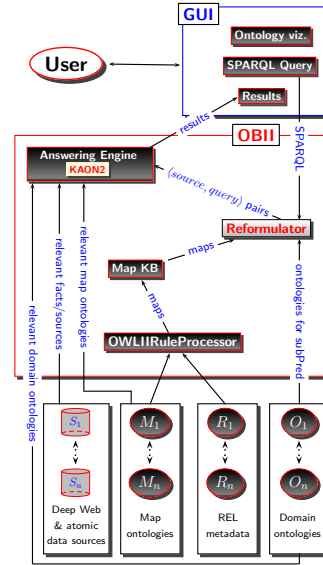 GUI
Ontology viz.
User
SPARQL Query
Results
results
SPARQL
OBII
Answering Engine
KAON2
⟨source, query⟩ pairs
Reformulator
maps
Map KB
maps
OWLIIRuleProcessor
relevant domain ontologies
relevant facts/sources
relevant map ontologies
ontologies for subPred
S1
M1
R1
O1
Sn
Mn
Rn
On
Deep Web
& atomic
data sources
Map
ontologies
REL
metadata
Domain
ontologies